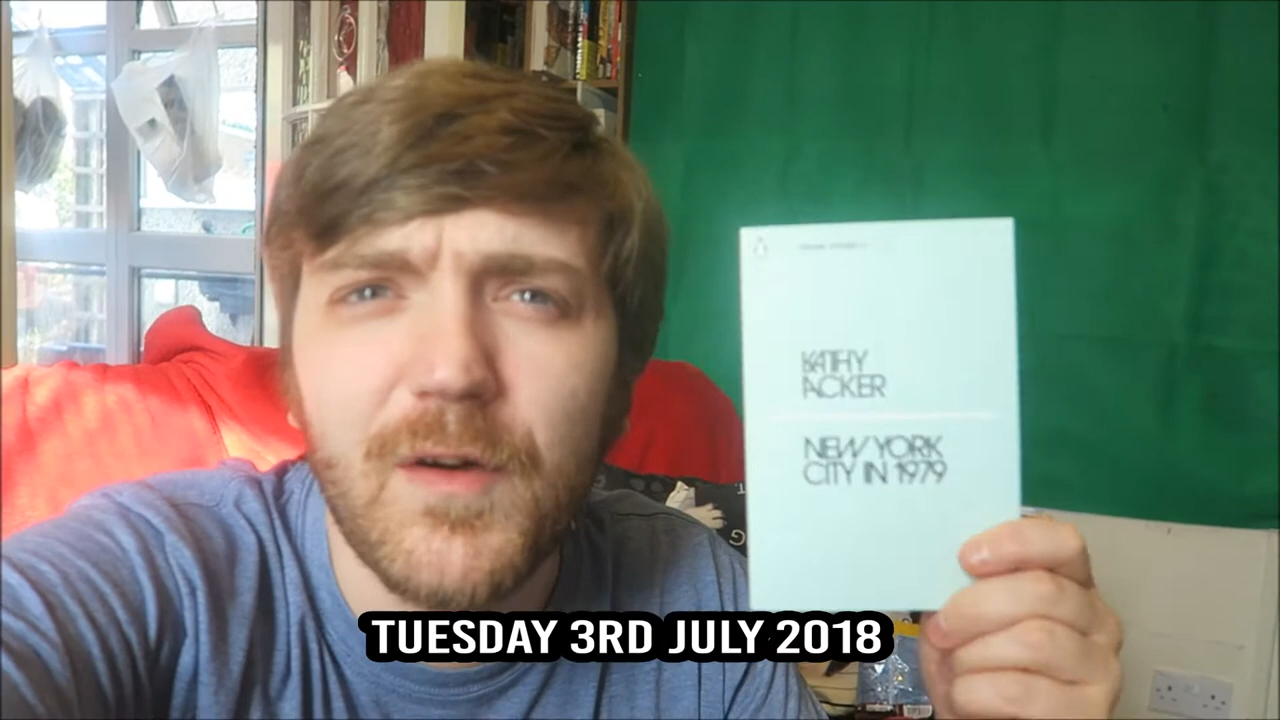 KATHY
ACKER
NEW YORK
CITY IN 1979
TUESDAY 3RD JULY 2018